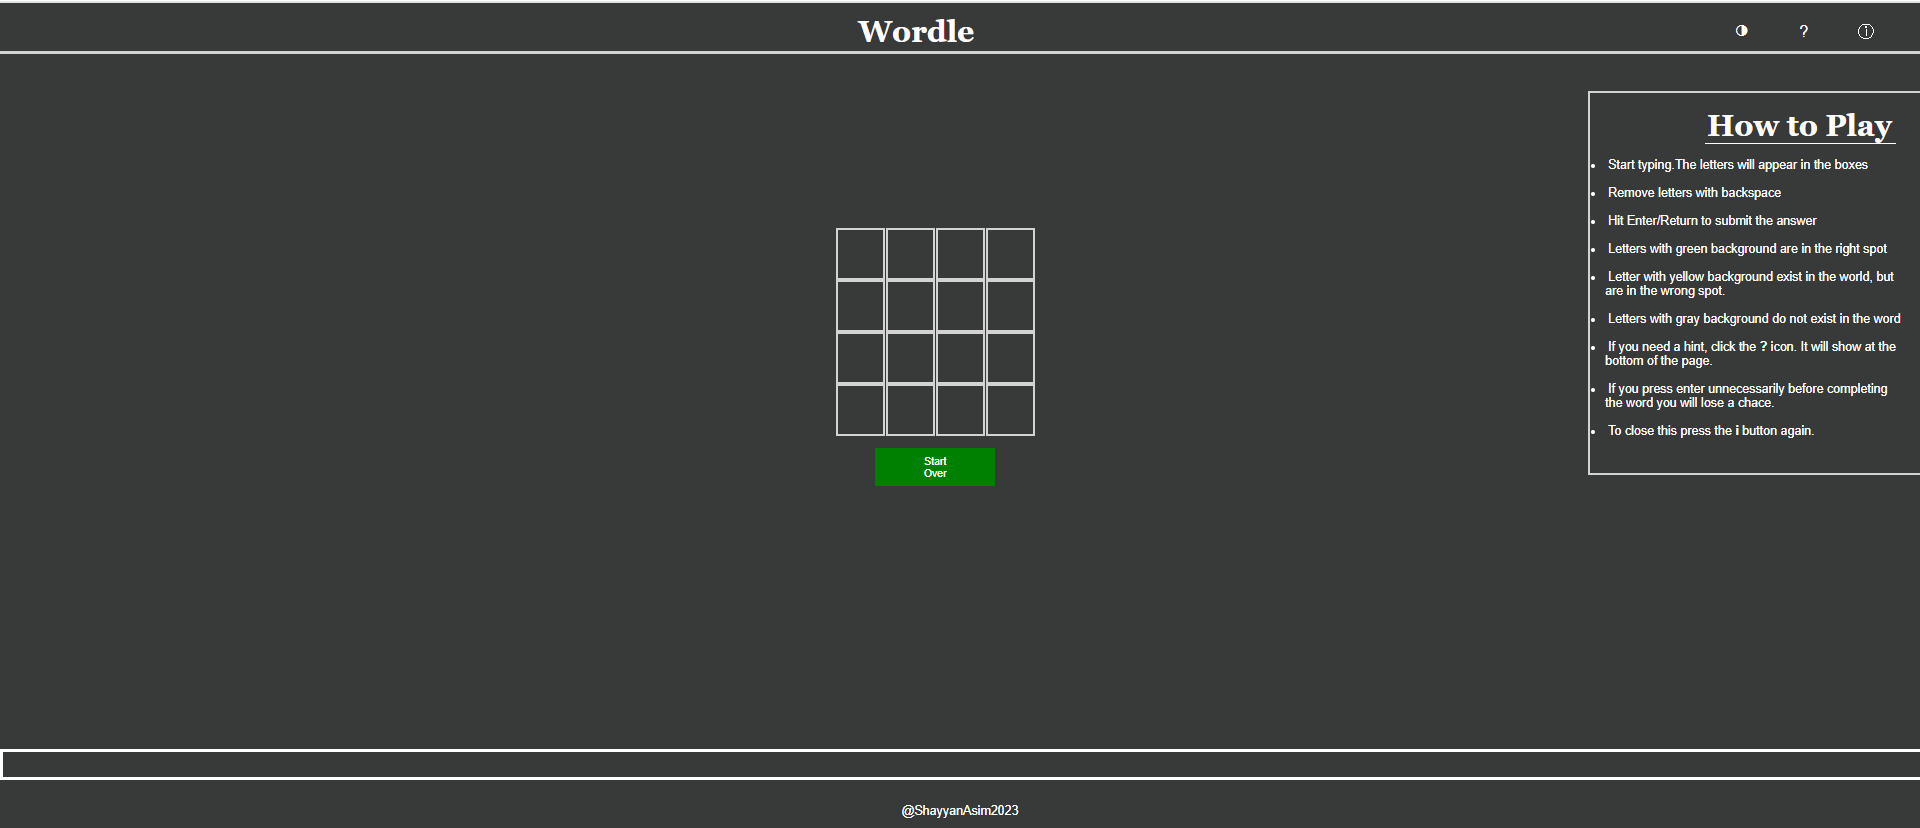 Wordle
?
i
How to Play
Start typing.The letters will appear in the boxes
Remove letters with backspace
Hit Enter/Return to submit the answer
Letters with green background are in the right spot
Letter with yellow background exist in the world, but
are in the wrong spot.
Letters with gray background do not exist in the word
If you need a hint, click the ? icon. It will show at the
bottom of the page.
If you press enter unnecessarily before completing
the word you will lose a chace.
To close this press the i button again.
Start
Over
@ShayyanAsim2023